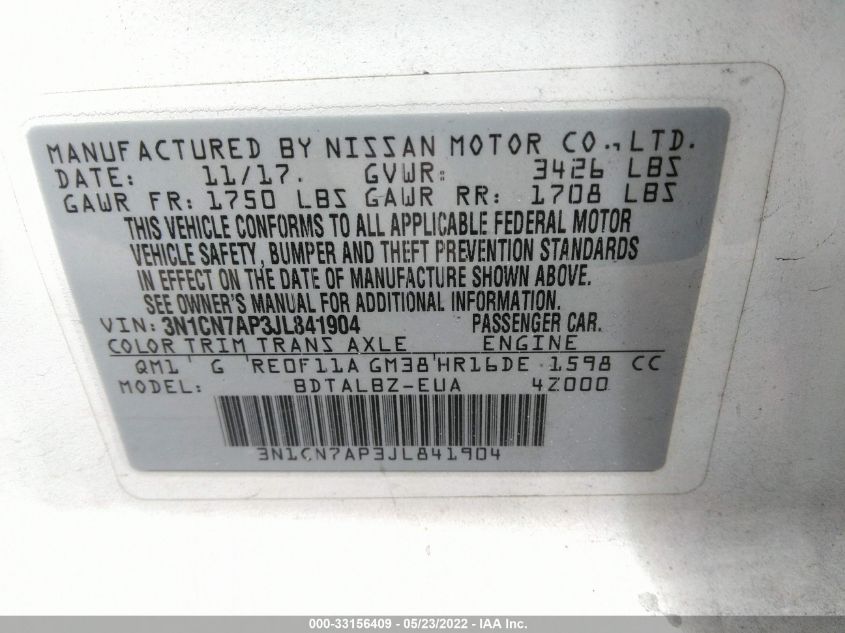 MANUFACTURED BY NISSAN MOTOR CO., LTD.
DATE: 11/17. GVWR: 3426 LBS
GAWR FR: 1750 LBS GAWR RR: 1708 LBS
THIS VEHICLE CONFORMS TO ALL APPLICABLE FEDERAL MOTOR
VEHICLE SAFETY, BUMPER AND THEFT PREVENTION STANDARDS
IN EFFECT ON THE DATE OF MANUFACTURE SHOWN ABOVE.
SEE OWNER'S MANUAL FOR ADDITIONAL INFORMATION.
VIN: 3N1CN7AP3JL841904 PASSENGER CAR.
COLOR TRIM TRANS AXLE ENGINE
QM1 G RE0F11A GM38 HR16DE 1598 CC
MODEL: BDTALBZ-EUA 4Z000
3N1CN7AP3JL841904
000-33156409 - 05/23/2022 - IAA Inc.